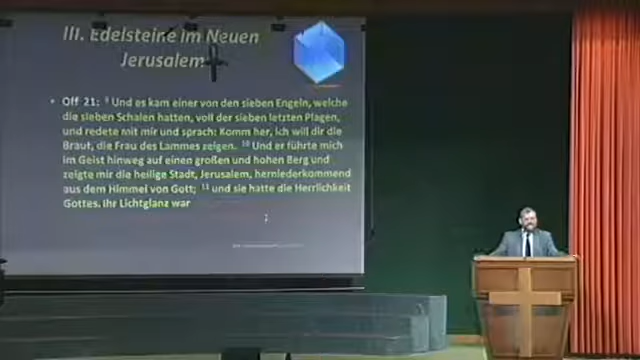 III. Edelsteine im Neuen
Jerusalem
• Off 21: 9 Und es kam einer von den sieben Engeln, welche
die sieben Schalen hatten, voll der sieben letzten Plagen,
und redete mit mir und sprach: Komm her, ich will dir die
Braut, die Frau des Lammes zeigen. 10 Und er führte mich
im Geist hinweg auf einen großen und hohen Berg und
zeigte mir die heilige Stadt, Jerusalem, herniederkommend
aus dem Himmel von Gott; 11 und sie hatte die Herrlichkeit
Gottes. Ihr Lichtglanz war